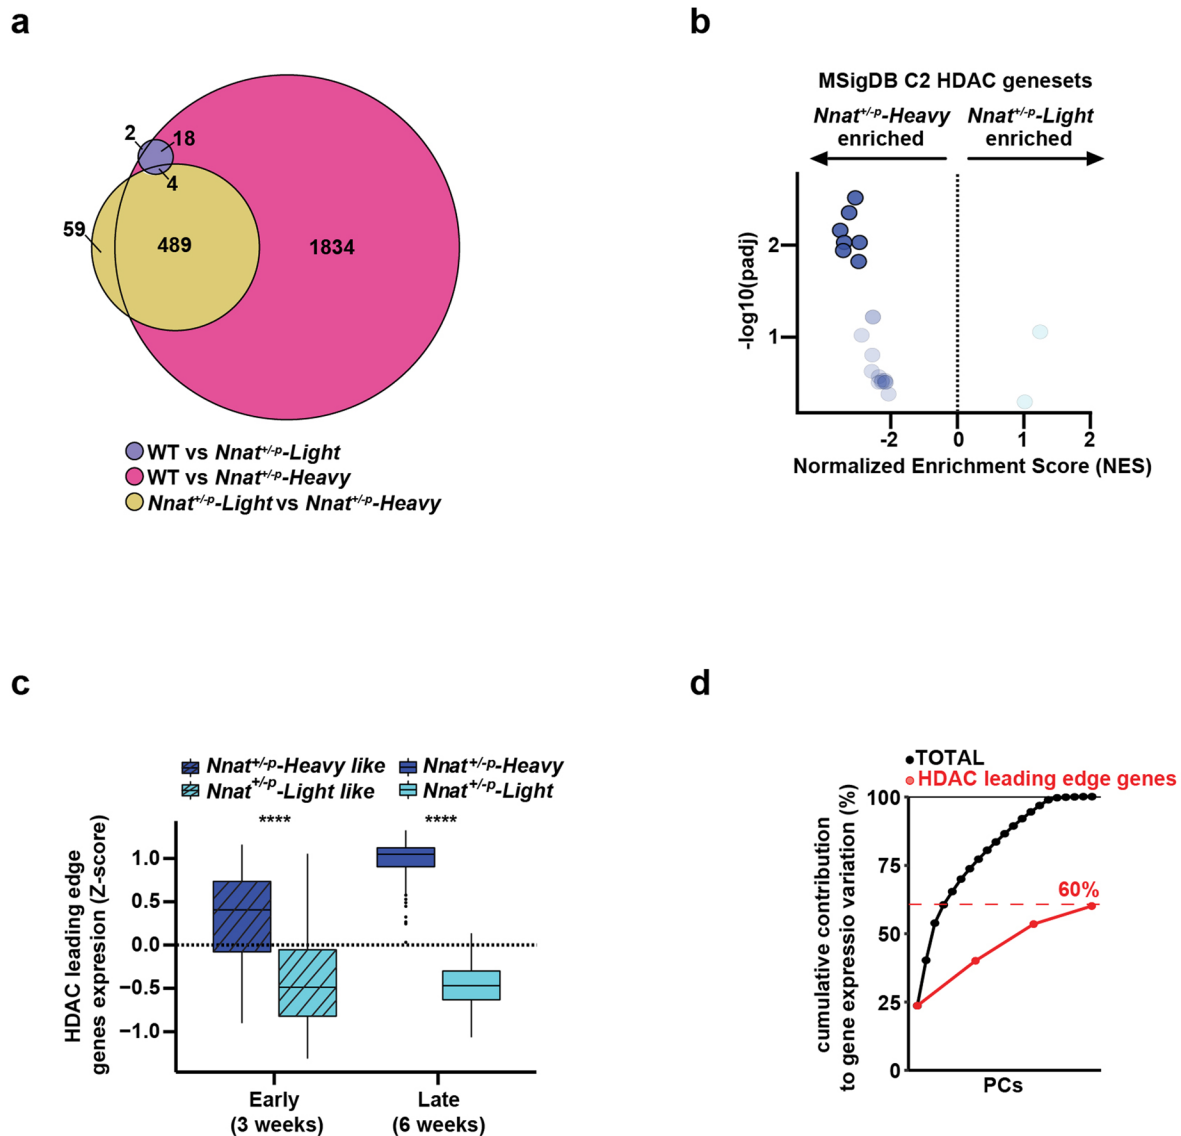 a
2
18
4
59
489
1834
WT vs Nnat+/-p-Light
WT vs Nnat+/-p-Heavy
Nnat+/-p-Light vs Nnat+/-p-Heavy
b
MSigDB C2 HDAC genesets
Nnat+/-p-Heavy
enriched
Nnat+/-p-Light
enriched
-log10(padj)
2
1
-2
0
1
2
Normalized Enrichment Score (NES)
c
Nnat+/-p-Heavy like
Nnat+/-p-Heavy
Nnat+/-p-Light like
Nnat+/-p-Light
****
****
HDAC leading edge
genes expression (Z-score)
1.0
0.5
0.0
−0.5
−1.0
Early
(3 weeks)
Late
(6 weeks)
d
TOTAL
HDAC leading edge genes
cumulative contribution
to gene expressio variation (%)
100
75
50
25
0
60%
PCs